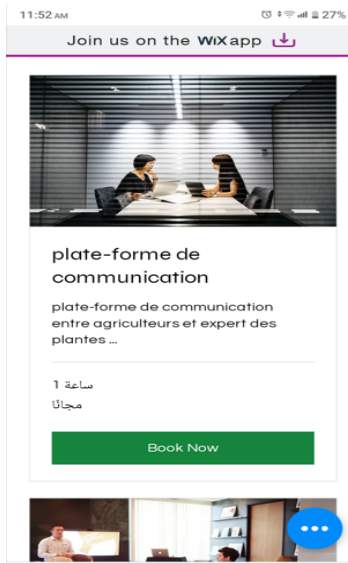 11:52 AM 27%
Join us on the WiX app
plate-forme de
communication
plate-forme de communication
entre agriculteurs et expert des
plantes ...
ساعة 1
مجانًا
Book Now